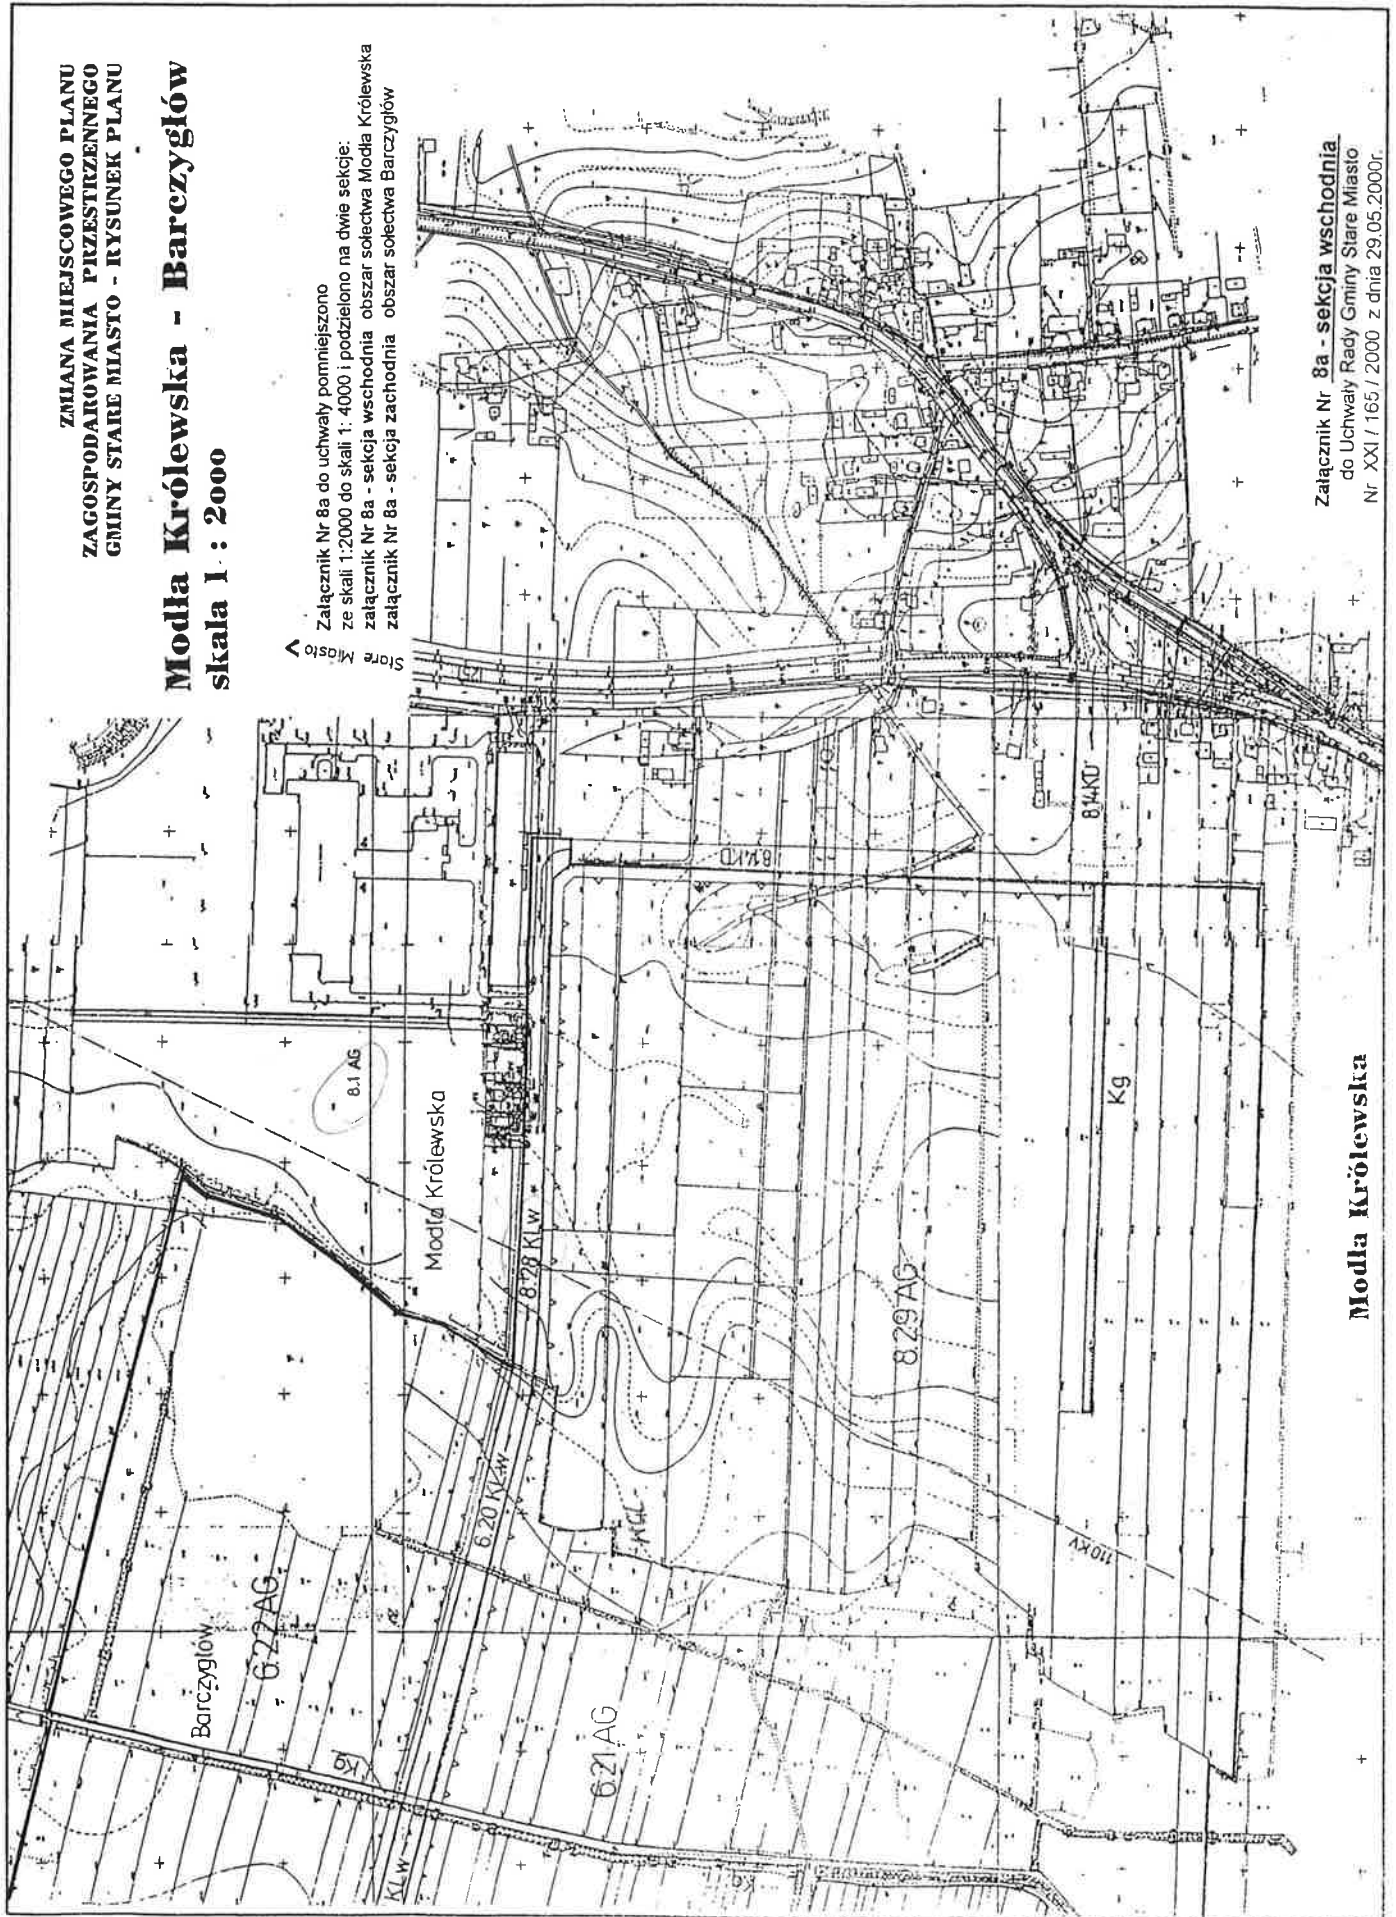 ZMIANA MIEJSCOWEGO PLANU
ZAGOSPODAROWANIA PRZESTRZENNEGO
GMINY STARE MIASTO - RYSUNEK PLANU
Modła Królewska - Barczygłów
skala 1 : 2000
Załącznik Nr 8a do uchwały pomniejszono
ze skali 1:2000 do skali 1: 4000 i podzielono na dwie sekcje:
załącznik Nr 8a - sekcja wschodnia obszar sołectwa Modła Królewska
załącznik Nr 8a - sekcja zachodnia obszar sołectwa Barczygłów
Stare Miasto
8.1 AG
Modła Królewska
8.28 KLw
8.14KD
8.14KD
8.29 AG
Kg
110 KV
Barczygłów
6.22 AG
6.20 KLw
6.21 AG
Kg
KLw
Kg
Modła Królewska
Załącznik Nr 8a - sekcja wschodnia
do Uchwały Rady Gminy Stare Miasto
Nr XXI / 165 / 2000 z dnia 29.05.2000r.